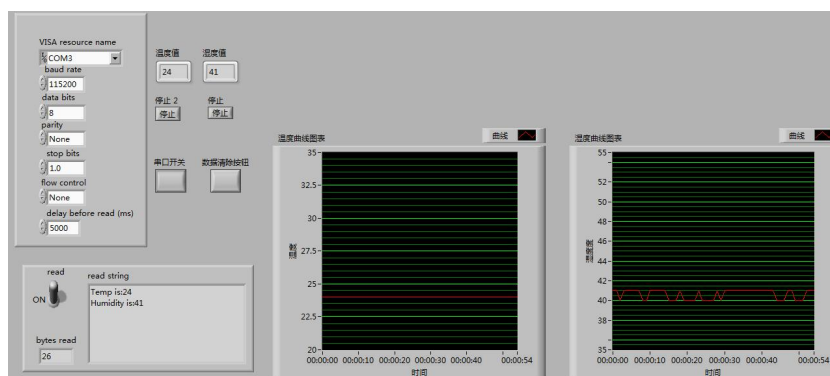 VISA resource name
COM3
baud rate
115200
data bits
8
parity
None
stop bits
1.0
flow control
None
delay before read (ms)
5000
温度值 湿度值
24 41
停止 2 停止
停止 停止
串口开关 数据清除按钮
read
ON
bytes read
26
read string
Temp is:24
Humidity is:41
温度曲线图表 曲线
35
32.5
30
27.5
25
22.5
20
00:00:00 00:00:10 00:00:20 00:00:30 00:00:40 00:00:54
时间
温度曲线图表 曲线
55
52
50
48
46
44
42
40
38
35
00:00:00 00:00:10 00:00:20 00:00:30 00:00:40 00:00:54
时间